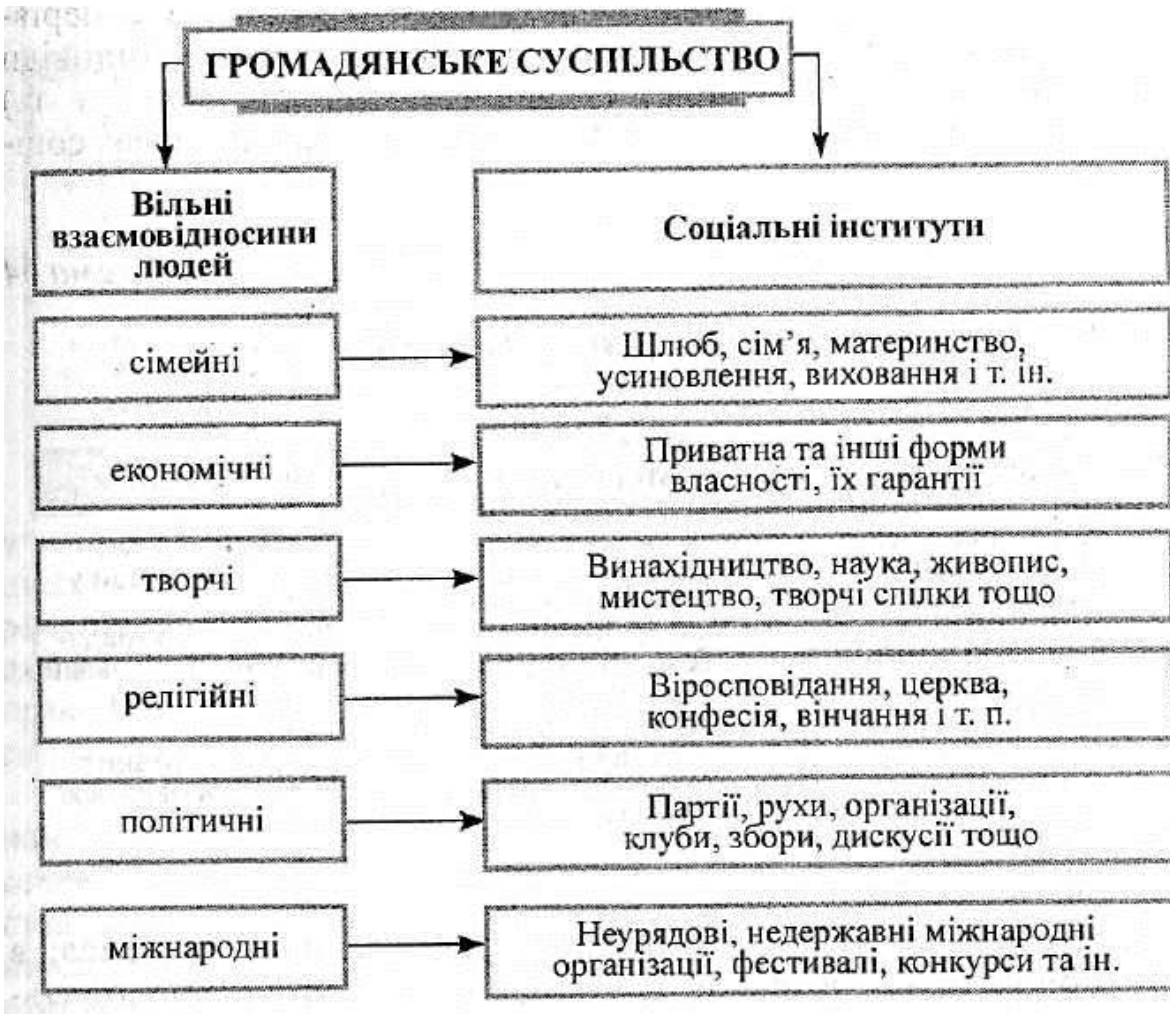 ГРОМАДЯНСЬКЕ СУСПІЛЬСТВО
Вільні
взаємовідносини
людей
Соціальні інститути
сімейні
Шлюб, сім’я, материнство,
усиновлення, виховання і т. ін.
економічні
Приватна та інші форми
власності, їх гарантії
творчі
Винахідництво, наука, живопис,
мистецтво, творчі спілки тощо
релігійні
Віросповідання, церква,
конфесія, вінчання і т. п.
політичні
Партії, рухи, організації,
клуби, збори, дискусії тощо
міжнародні
Неурядові, недержавні міжнародні
організації, фестивалі, конкурси та ін.